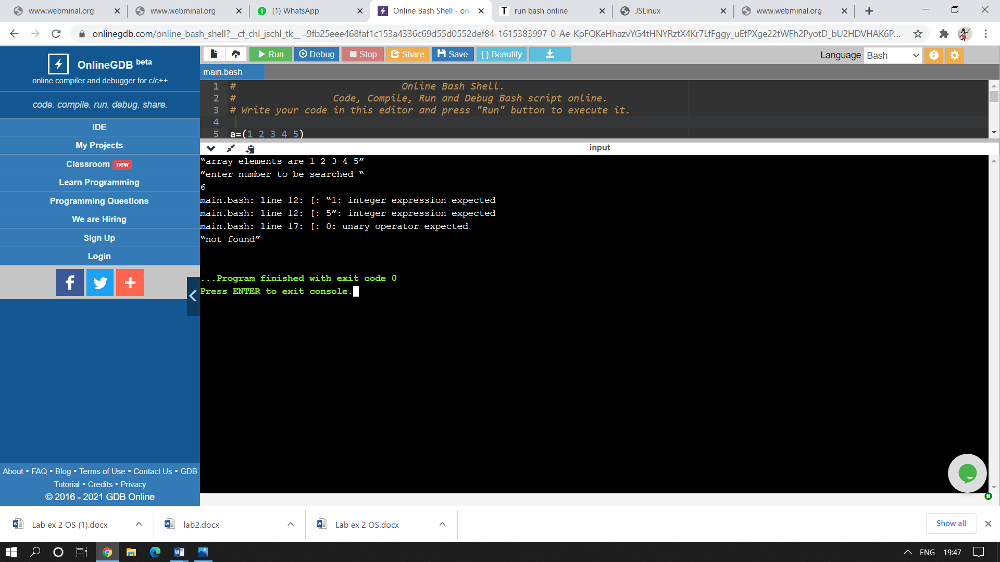 www.webminal.org
www.webminal.org
(1) WhatsApp
Online Bash Shell - onli
T run bash online
JSLinux
www.webminal.org
onlinegdb.com/online_bash_shell?__cf_chl_jschl_tk__=9fb25eee468faf1c153a4336c69d55d0552def84-1615383997-0-Ae-KpFQKeHhazvYG4tHNYRztX4Kr7LfFggy_uEfPXge22tWFh2PyotD_bU2HDVHAK6P...
OnlineGDB beta
online compiler and debugger for c/c++
code. compile. run. debug. share.
IDE
My Projects
Classroom new
Learn Programming
Programming Questions
We are Hiring
Sign Up
Login
About • FAQ • Blog • Terms of Use • Contact Us • GDB
Tutorial • Credits • Privacy
© 2016 - 2021 GDB Online
Run Debug Stop Share Save { } Beautify
Language Bash
main.bash
1 # Online Bash Shell.
2 # Code, Compile, Run and Debug Bash script online.
3 # Write your code in this editor and press "Run" button to execute it.
4
5 a=(1 2 3 4 5)
input
“array elements are 1 2 3 4 5”
”enter number to be searched “
6
main.bash: line 12: [: “1: integer expression expected
main.bash: line 12: [: 5”: integer expression expected
main.bash: line 17: [: 0: unary operator expected
“not found”
...Program finished with exit code 0
Press ENTER to exit console.
Lab ex 2 OS (1).docx
lab2.docx
Lab ex 2 OS.docx
Show all
ENG 19:47